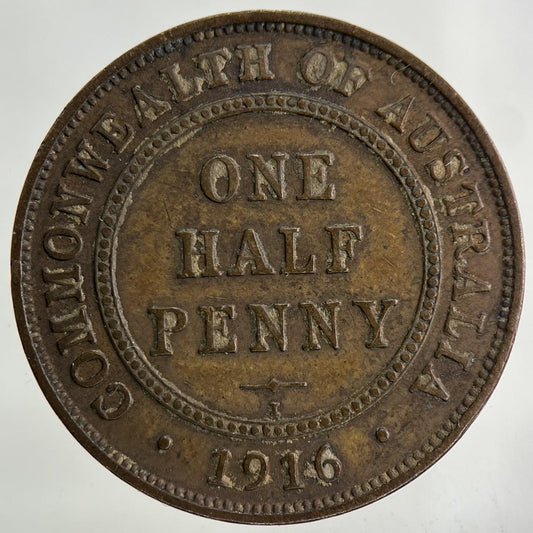 COMMONWEALTH OF AUSTRALIA
ONE
HALF
PENNY
I
· 1916 ·